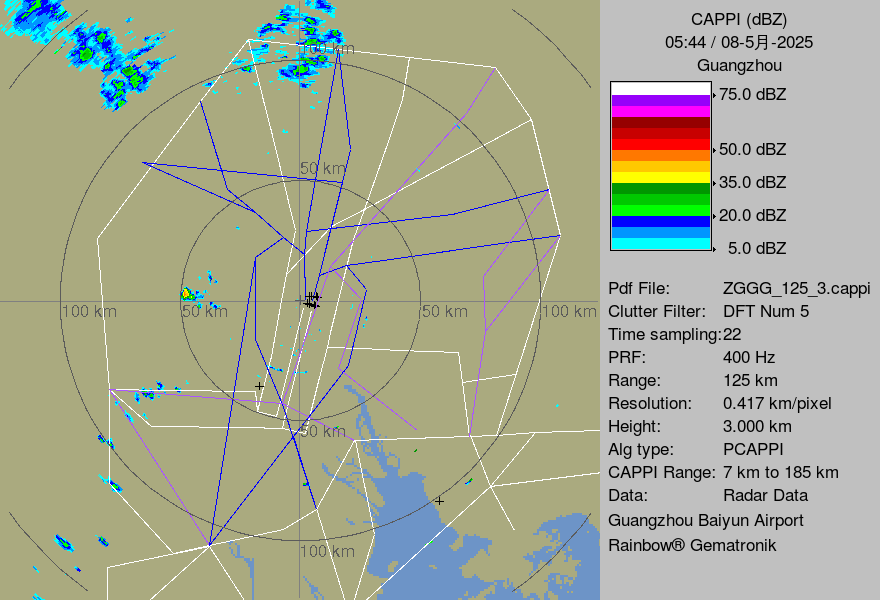 CAPPI (dBZ)
05:44 / 08-5月-2025
Guangzhou
75.0 dBZ
50.0 dBZ
35.0 dBZ
20.0 dBZ
5.0 dBZ
Pdf File: ZGGG_125_3.cappi
Clutter Filter: DFT Num 5
Time sampling:22
PRF: 400 Hz
Range: 125 km
Resolution: 0.417 km/pixel
Height: 3.000 km
Alg type: PCAPPI
CAPPI Range: 7 km to 185 km
Data: Radar Data
Guangzhou Baiyun Airport
Rainbow® Gematronik
100 km
50 km
100 km
50 km
50 km
100 km
50 km
100 km